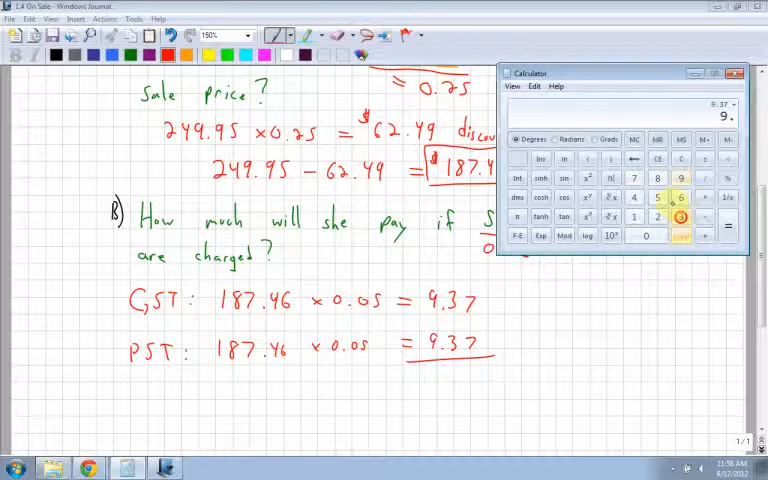 1.4 On Sale - Windows Journal
File Edit View Insert Actions Tools Help
150%
= 0.25
sale price?
249.95 × 0.25 = $62.49
249.95 - 62.49 = $187.4
B) How much will she pay if
are charged?
GST: 187.46 × 0.05 = 9.37
PST: 187.46 × 0.05 = 9.37
Calculator
View Edit Help
9.37 -
9.
Degrees Radians Grads MC MR MS M+ M-
Inv ln ( ) ← CE C ± √
Int sinh sin x² n! 7 8 9 / %
dms cosh cos xʸ ʸ√x 4 5 6 * 1/x
π tanh tan x³ ³√x 1 2 3 - =
F-E Exp Mod log 10ˣ 0 . +
1 / 1
11:58 AM
6/12/2012